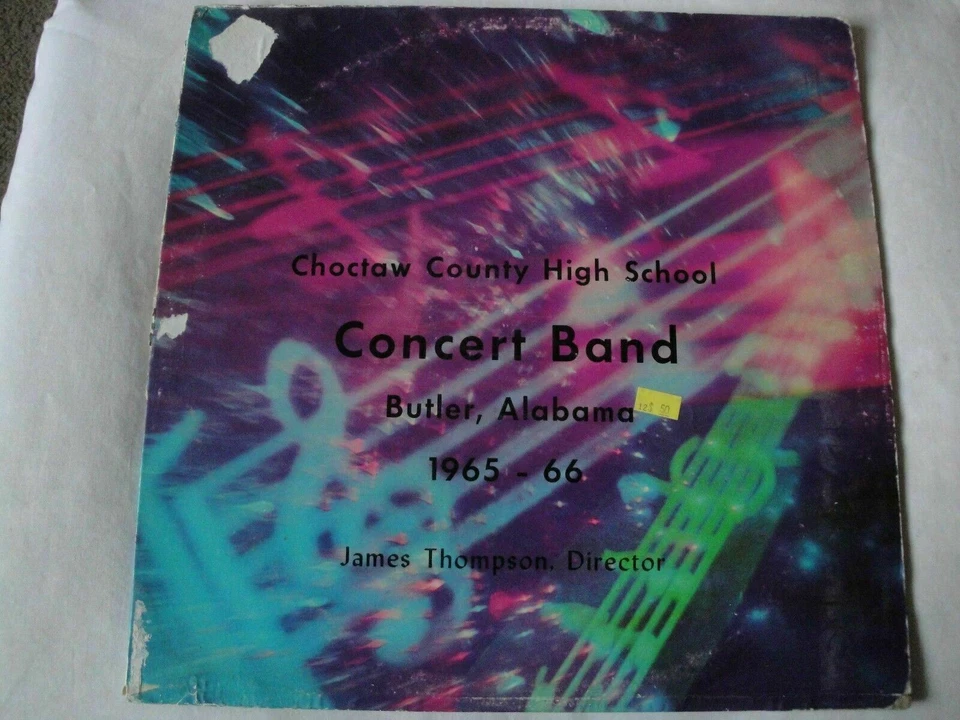 Choctaw County High School
Concert Band
Butler, Alabama
1965 - 66
James Thompson, Director